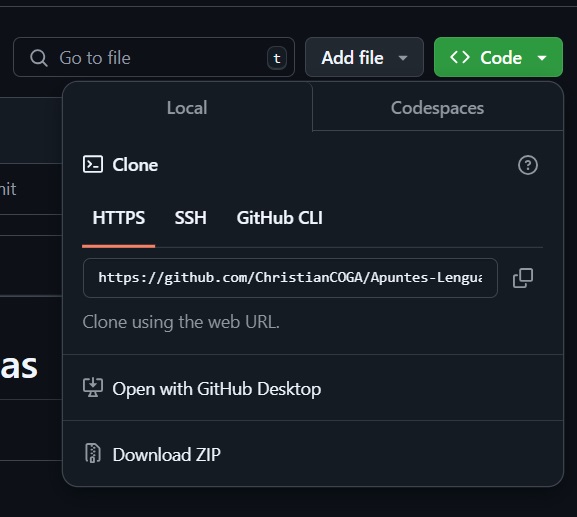 Go to file
t
Add file
Code
Local
Codespaces
Clone
HTTPS
SSH
GitHub CLI
https://github.com/ChristianCOGA/Apuntes-Lengua
Clone using the web URL.
Open with GitHub Desktop
Download ZIP
nit
as